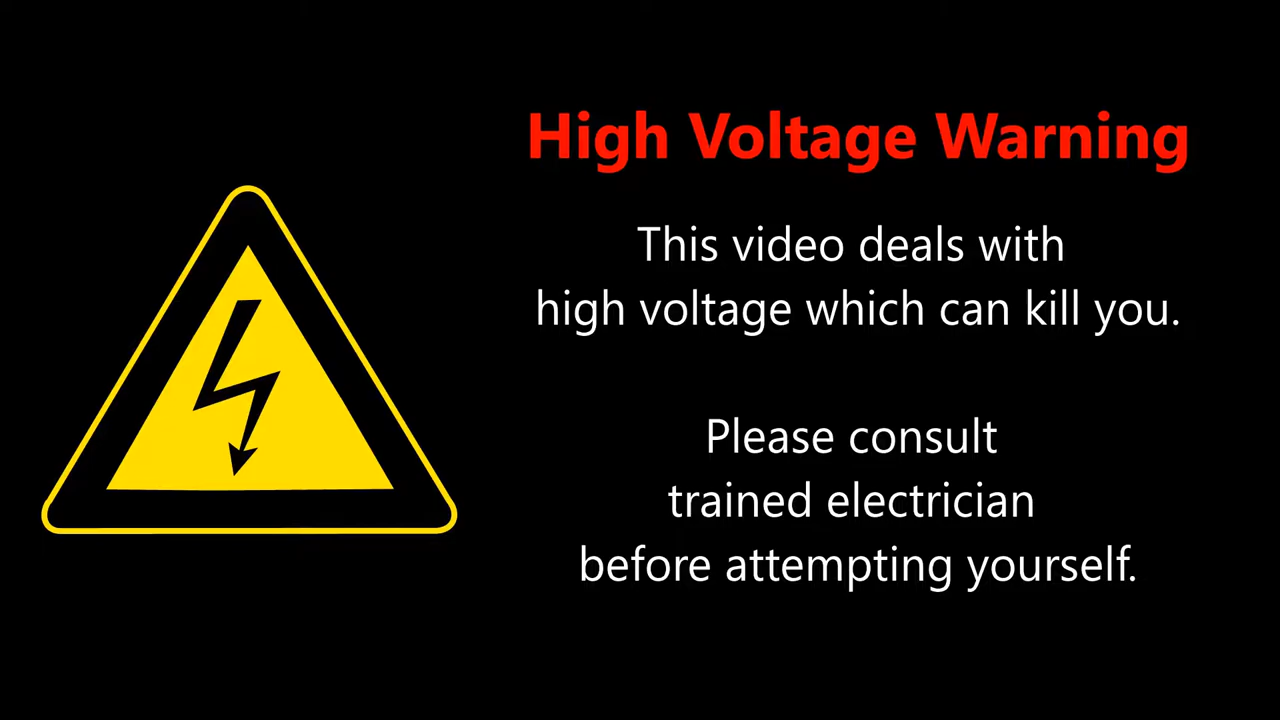 High Voltage Warning
This video deals with
high voltage which can kill you.
Please consult
trained electrician
before attempting yourself.